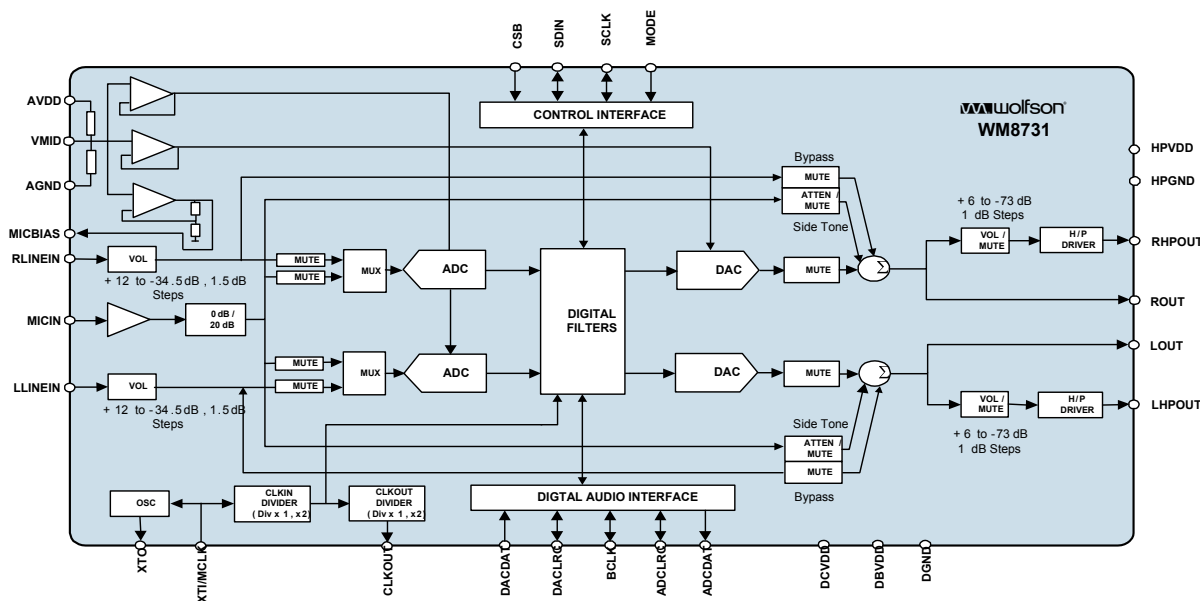 CSB
SDIN
SCLK
MODE
AVDD
VMID
AGND
MICBIAS
RLINEIN
MICIN
LLINEIN
CONTROL INTERFACE
wolfson®
WM8731
HPVDD
HPGND
RHPOUT
ROUT
LOUT
LHPOUT
Bypass
MUTE
ATTEN /
MUTE
Side Tone
+ 6 to -73 dB
1 dB Steps
VOL /
MUTE
H/P
DRIVER
VOL
+ 12 to -34.5 dB , 1.5 dB
Steps
MUTE
MUTE
MUX
ADC
DIGITAL
FILTERS
DAC
MUTE
Σ
0 dB /
20 dB
MUTE
MUTE
MUX
ADC
DAC
MUTE
Σ
VOL
+ 12 to -34.5 dB , 1.5 dB
Steps
VOL /
MUTE
H/P
DRIVER
+ 6 to -73 dB
1 dB Steps
Side Tone
ATTEN /
MUTE
MUTE
Bypass
OSC
CLKIN
DIVIDER
( Div x 1 , x2)
CLKOUT
DIVIDER
( Div x 1 , x2)
DIGTAL AUDIO INTERFACE
XTO
XTI/MCLK
CLKOUT
DACDAT
DACLRC
BCLK
ADCLRC
ADCDAT
DCVDD
DBVDD
DGND